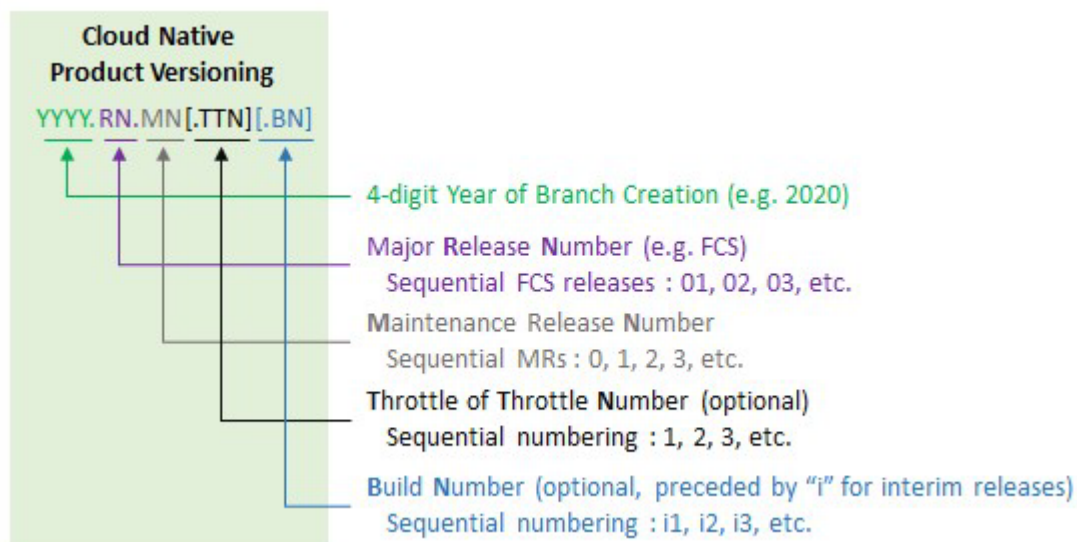 Cloud Native
Product Versioning
YYYY.RN.MN[.TTN][.BN]
4-digit Year of Branch Creation (e.g. 2020)
Major Release Number (e.g. FCS)
Sequential FCS releases : 01, 02, 03, etc.
Maintenance Release Number
Sequential MRs : 0, 1, 2, 3, etc.
Throttle of Throttle Number (optional)
Sequential numbering : 1, 2, 3, etc.
Build Number (optional, preceded by “i” for interim releases)
Sequential numbering : i1, i2, i3, etc.